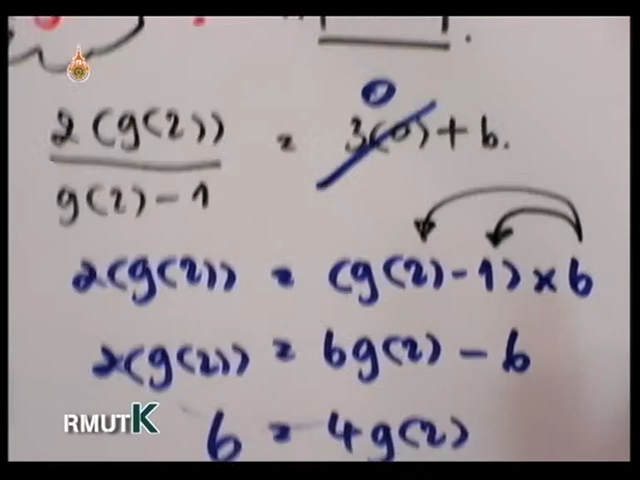 2(g(2))/g(2)-1 = 3(0)+6.
0
2(g(2)) = (g(2)-1)×6
2(g(2)) = 6g(2)-6
RMUTK
6 = 4g(2)